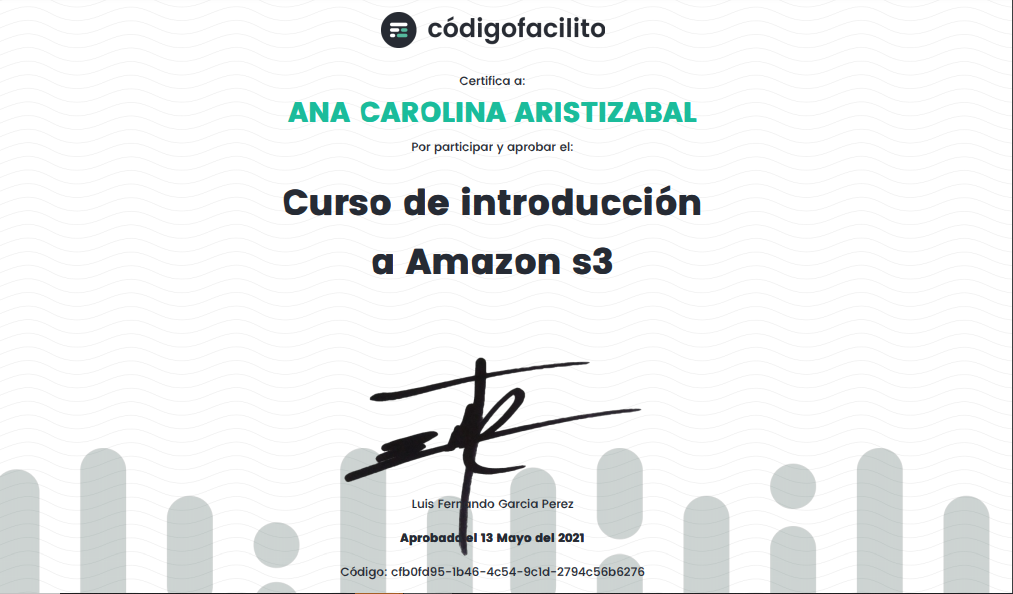 códigofacilito
Certifica a:
ANA CAROLINA ARISTIZABAL
Por participar y aprobar el:
Curso de introducción
a Amazon s3
Luis Fernando Garcia Perez
Aprobado el 13 Mayo del 2021
Código: cfb0fd95-1b46-4c54-9c1d-2794c56b6276